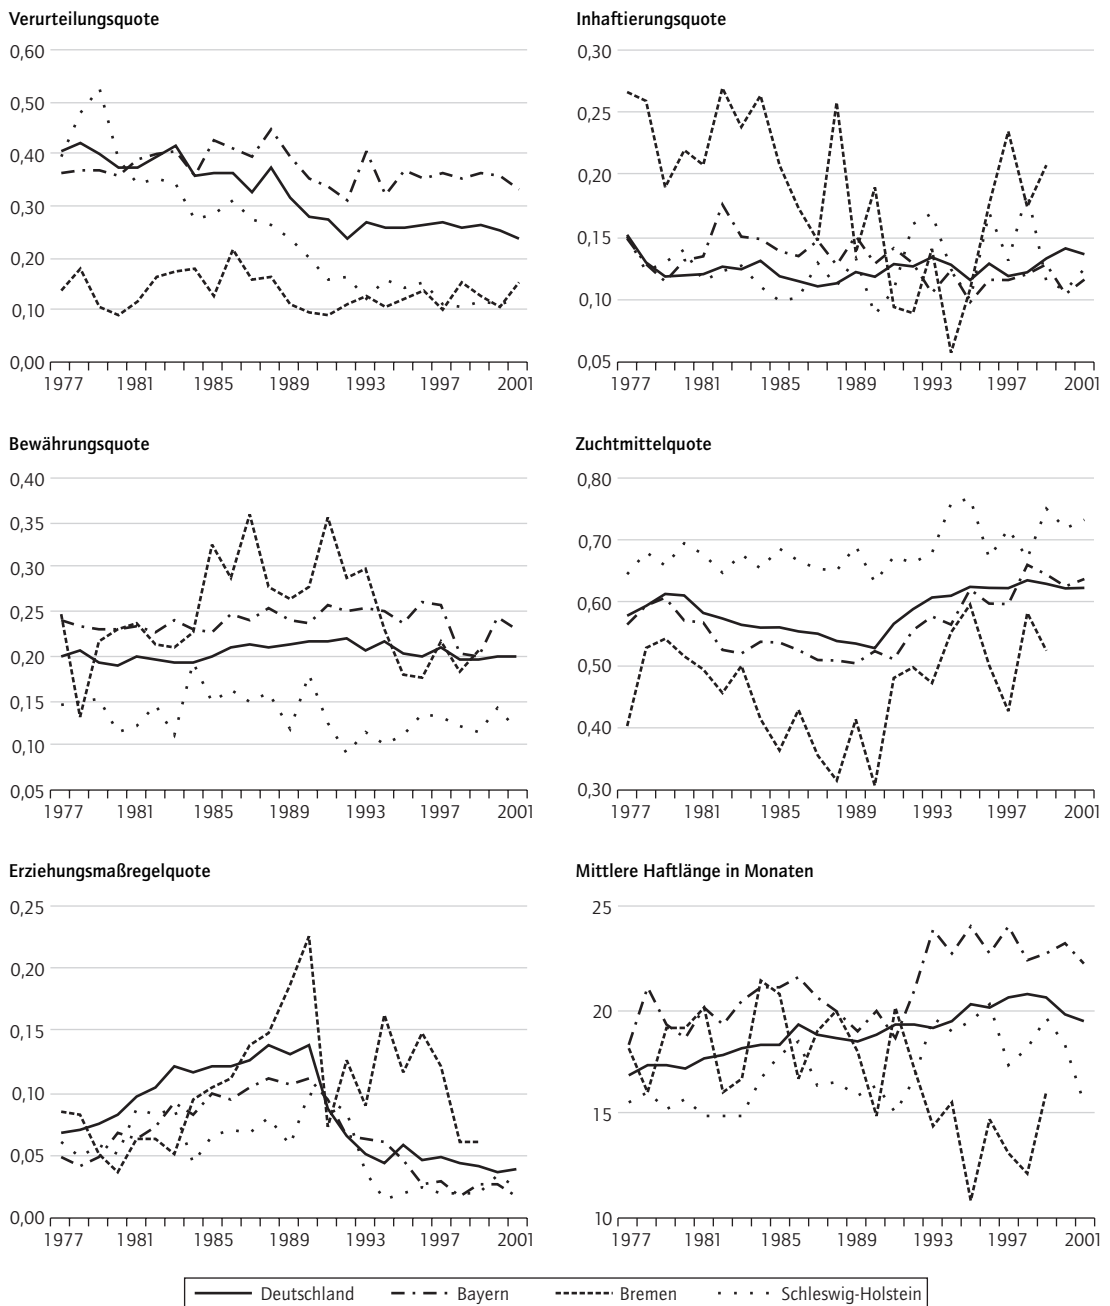 Verurteilungsquote
0,60
0,50
0,40
0,30
0,20
0,10
0,00
1977 1981 1985 1989 1993 1997 2001
Inhaftierungsquote
0,30
0,25
0,20
0,15
0,10
0,05
1977 1981 1985 1989 1993 1997 2001
Bewährungsquote
0,40
0,35
0,30
0,25
0,20
0,15
0,10
0,05
1977 1981 1985 1989 1993 1997 2001
Zuchtmittelquote
0,80
0,70
0,60
0,50
0,40
0,30
1977 1981 1985 1989 1993 1997 2001
Erziehungsmaßregelquote
0,25
0,20
0,15
0,10
0,05
0,00
1977 1981 1985 1989 1993 1997 2001
Mittlere Haftlänge in Monaten
25
20
15
10
1977 1981 1985 1989 1993 1997 2001
Deutschland Bayern Bremen Schleswig-Holstein